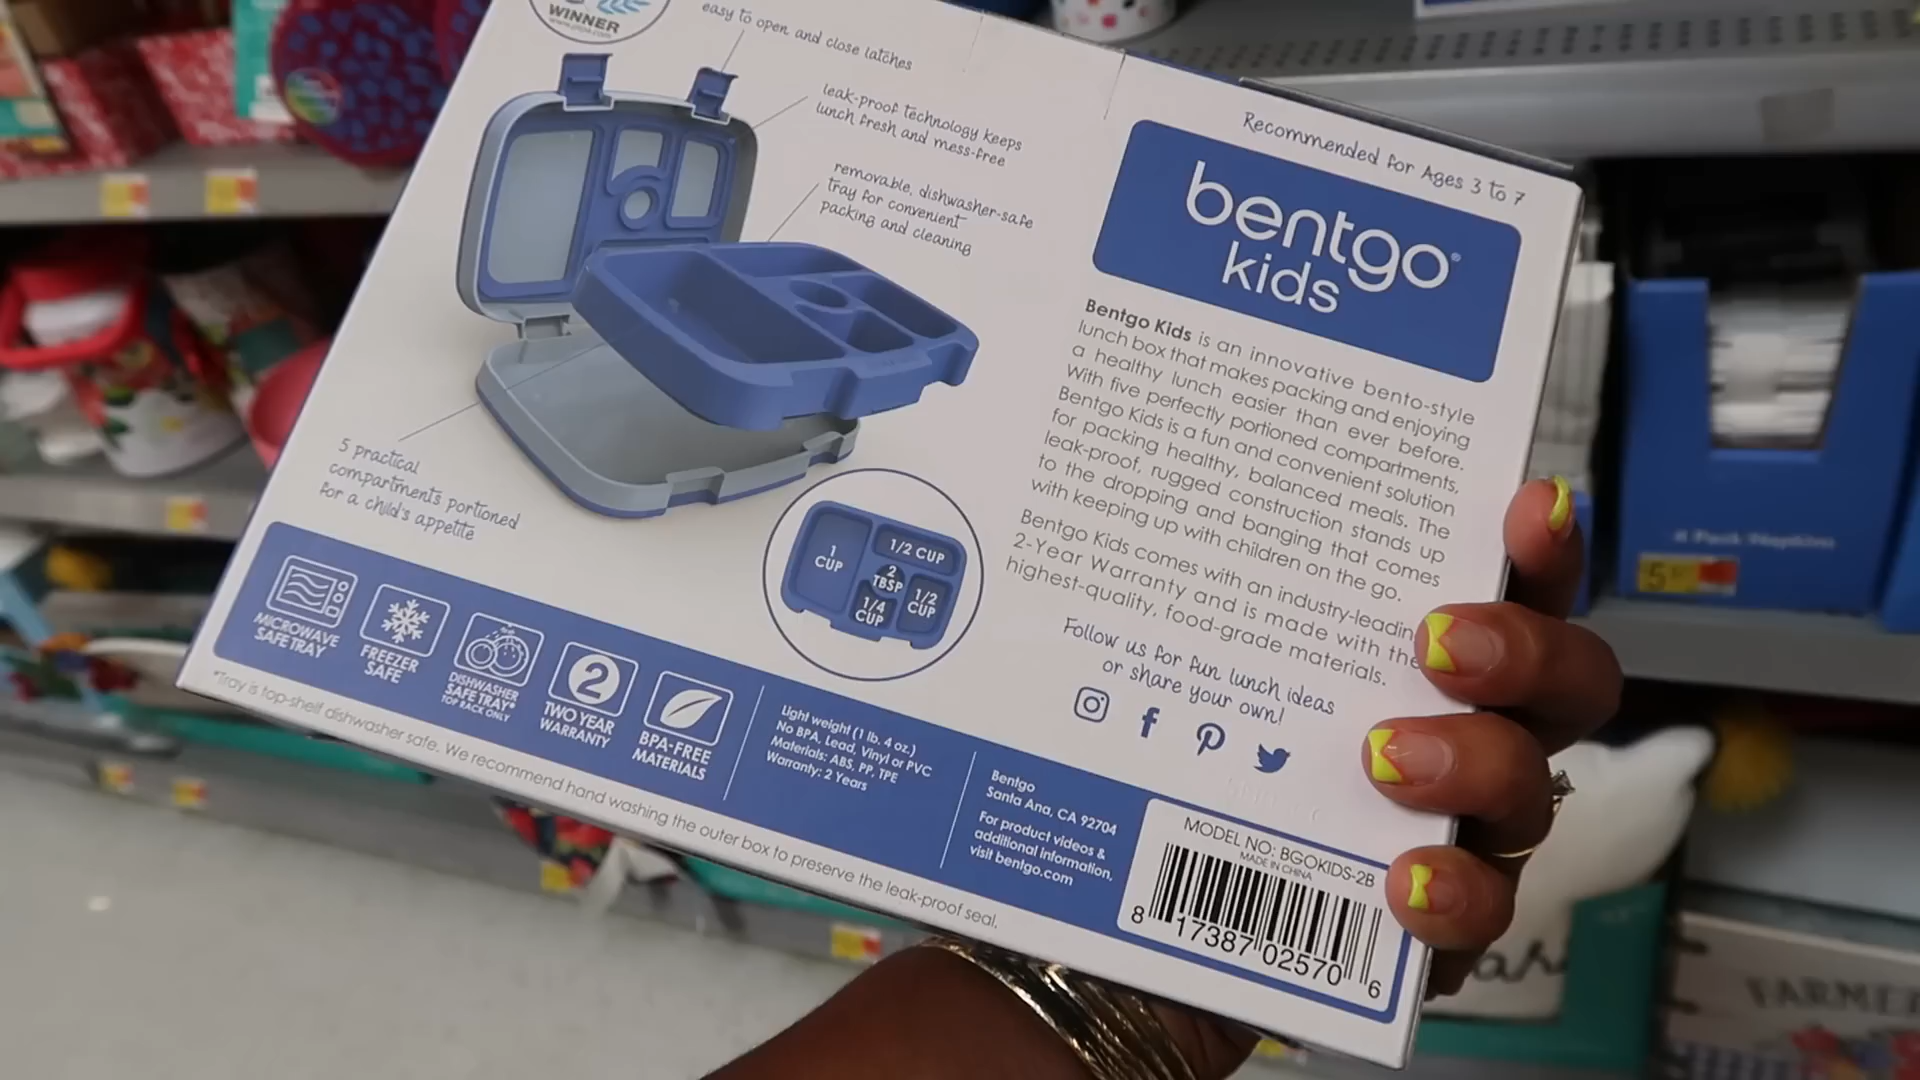 WINNER
easy to open and close latches
leak-proof technology keeps
lunch fresh and mess-free
removable, dishwasher-safe
tray for convenient
packing and cleaning
5 practical
compartments portioned
for a child's appetite
1
CUP
1/2 CUP
2
TBSP
1/4
CUP
1/2
CUP
Recommended for Ages 3 to 7
bentgo®
kids
Bentgo Kids is an innovative bento-style
lunch box that makes packing and enjoying
a healthy lunch easier than ever before.
With five perfectly portioned compartments,
Bentgo Kids is a fun and convenient solution
for packing healthy, balanced meals. The
leak-proof, rugged construction stands up
to the dropping and banging that comes
with keeping up with children on the go.
Bentgo Kids comes with an industry-leadin
2-Year Warranty and is made with the
highest-quality, food-grade materials.
Follow us for fun lunch ideas
or share your own!
MICROWAVE
SAFE TRAY
FREEZER
SAFE
DISHWASHER
SAFE TRAY*
TOP RACK ONLY
2
TWO YEAR
WARRANTY
BPA-FREE
MATERIALS
Light weight (1 lb. 4 oz.)
No BPA, Lead, Vinyl or PVC
Materials: ABS, PP, TPE
Warranty: 2 Years
Bentgo
Santa Ana, CA 92704
For product videos &
additional information,
visit bentgo.com
MODEL NO: BGOKIDS-2B
MADE IN CHINA
8 17387 02570 6
*Tray is top-shelf dishwasher safe. We recommend hand washing the outer box to preserve the leak-proof seal.
4 Pack Napkins
5
FARME